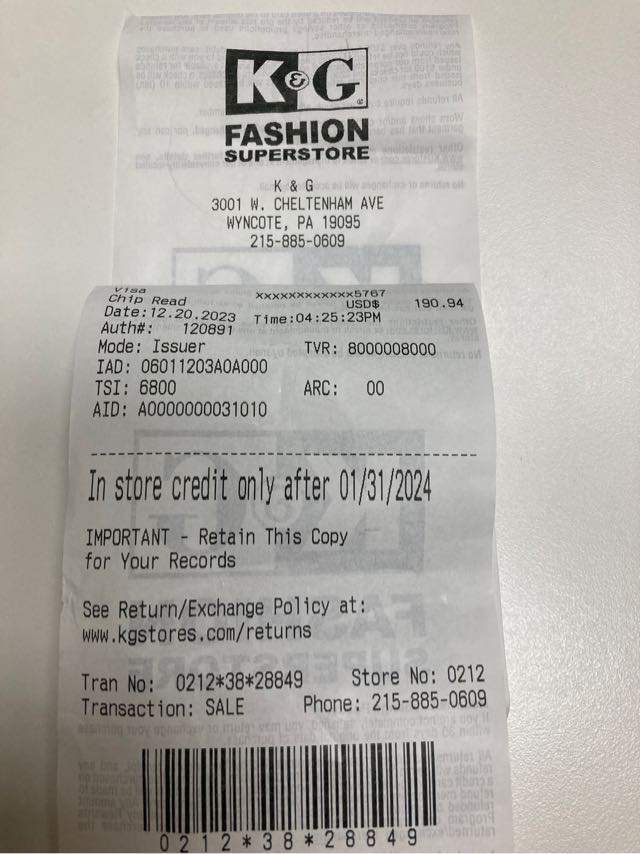 K&G®
FASHION
SUPERSTORE
K & G
3001 W. CHELTENHAM AVE
WYNCOTE, PA 19095
215-885-0609
Visa XXXXXXXXXXXX5767
Chip Read USD$ 190.94
Date:12.20.2023 Time:04:25:23PM
Auth#: 120891
Mode: Issuer TVR: 8000008000
IAD: 06011203A0A000
TSI: 6800 ARC: 00
AID: A0000000031010
In store credit only after 01/31/2024
IMPORTANT - Retain This Copy
for Your Records
See Return/Exchange Policy at:
www.kgstores.com/returns
Tran No: 0212*38*28849 Store No: 0212
Transaction: SALE Phone: 215-885-0609
0212*38*28849